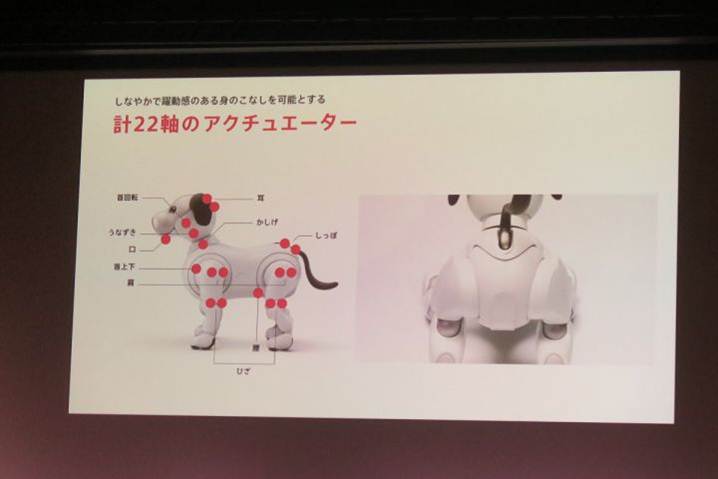 しなやかで躍動感のある身のこなしを可能とする
計22軸のアクチュエーター
首回転
耳
うなずき
かしげ
口
しっぽ
首上下
肩
腰
ひざ